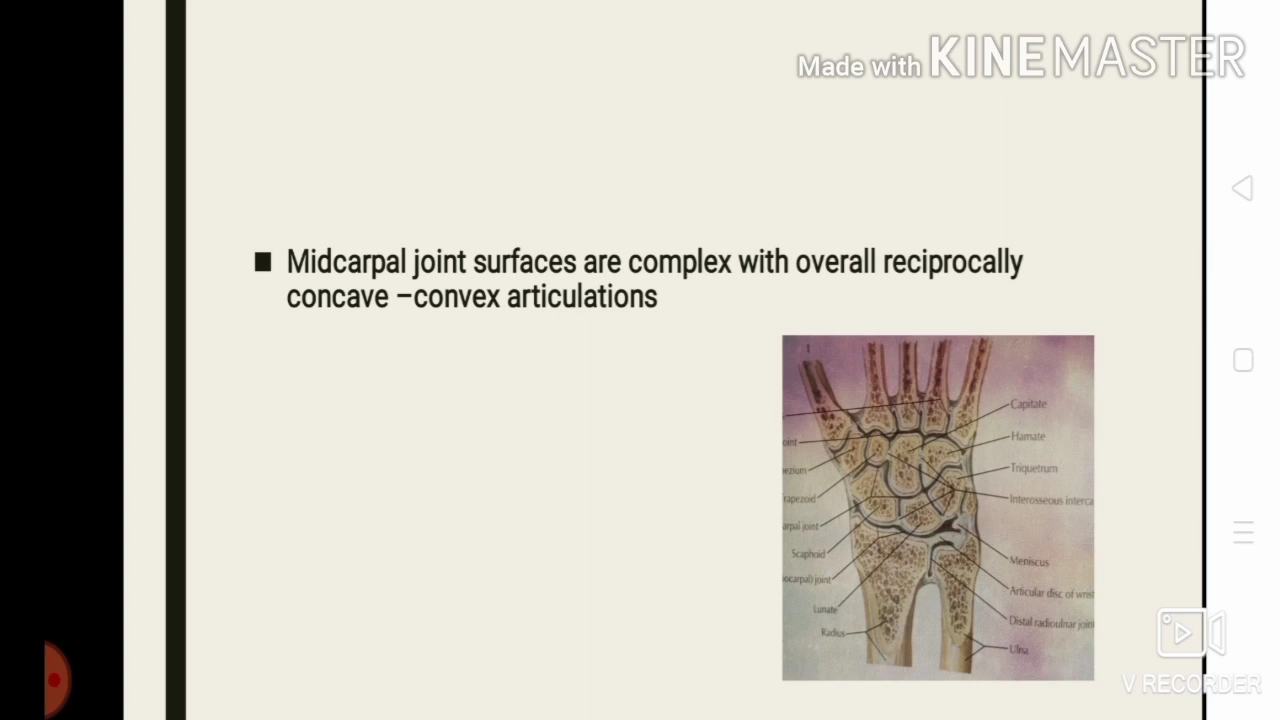 Made with KINEMASTER
■ Midcarpal joint surfaces are complex with overall reciprocally
concave –convex articulations
Capitate
Hamate
Triquetrum
Interosseous interca
Meniscus
Articular disc of wrist
Distal radioulnar joint
Ulna
oint
ezium
rapezoid
arpal joint
Scaphoid
ocarpal) joint
Lunate
Radius
V RECORDER